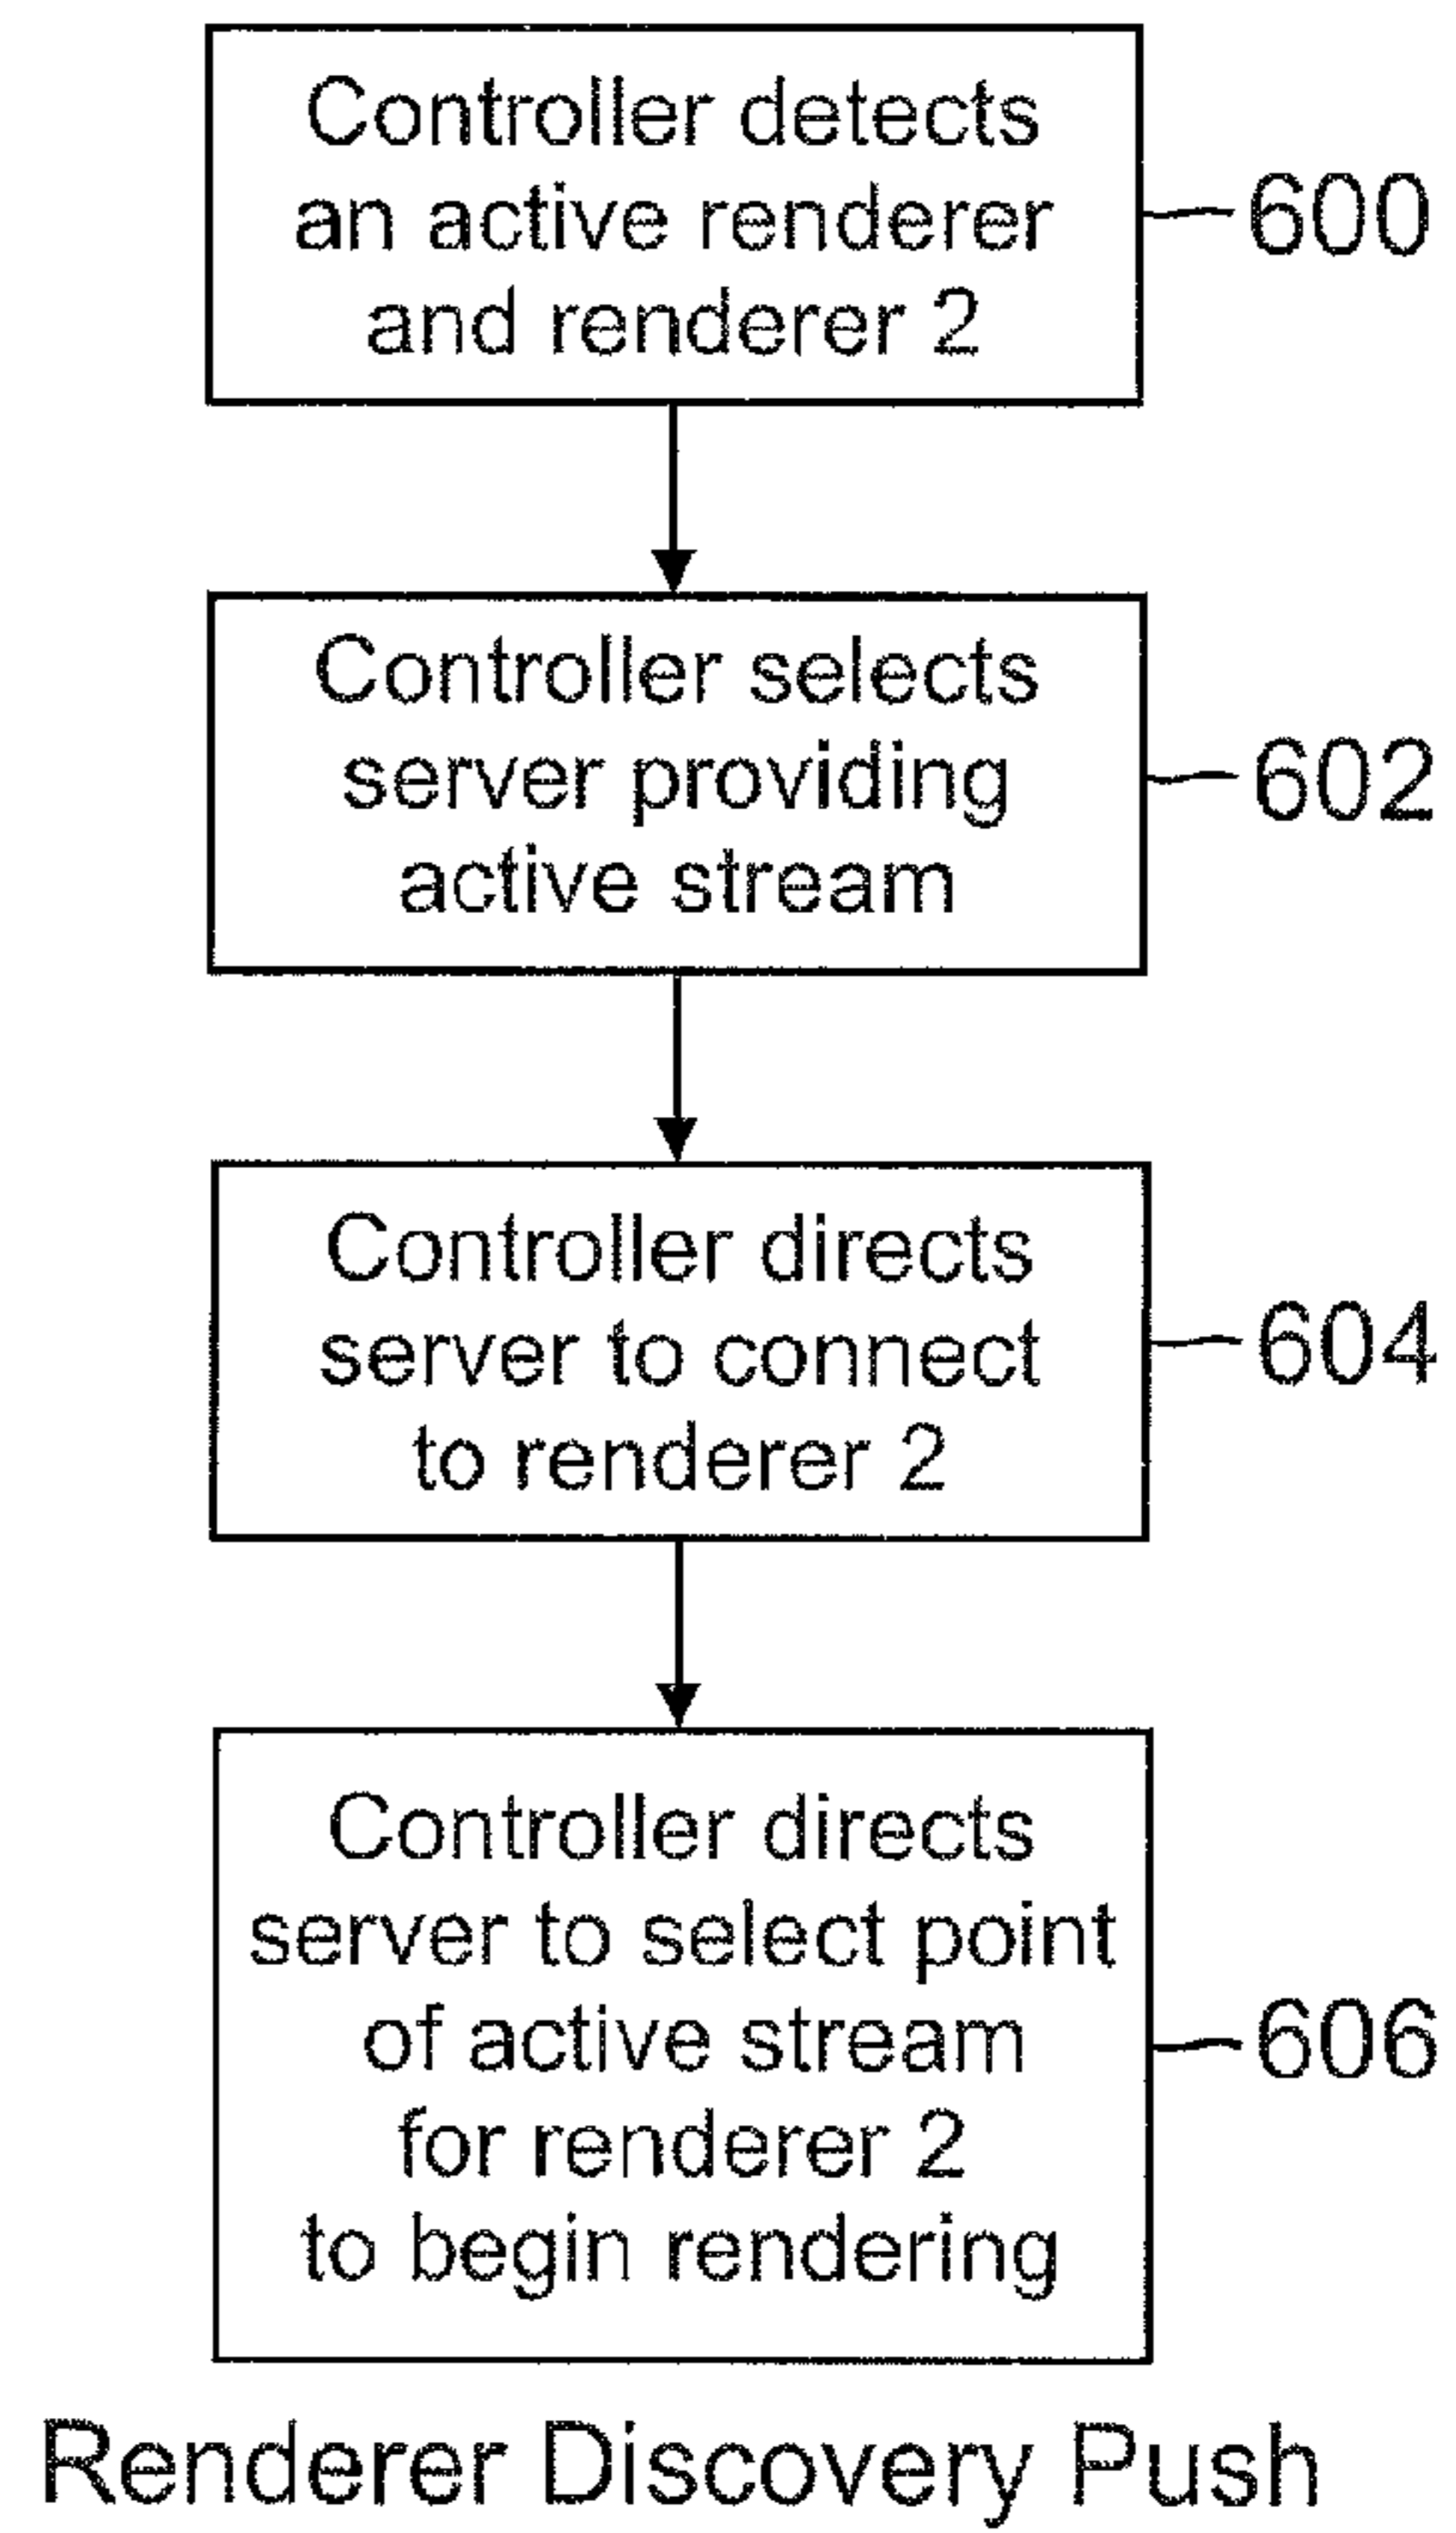 Controller detects
an active renderer
and renderer 2
600
Controller selects
server providing
active stream
602
Controller directs
server to connect
to renderer 2
604
Controller directs
server to select point
of active stream
for renderer 2
to begin rendering
606
Renderer Discovery Push